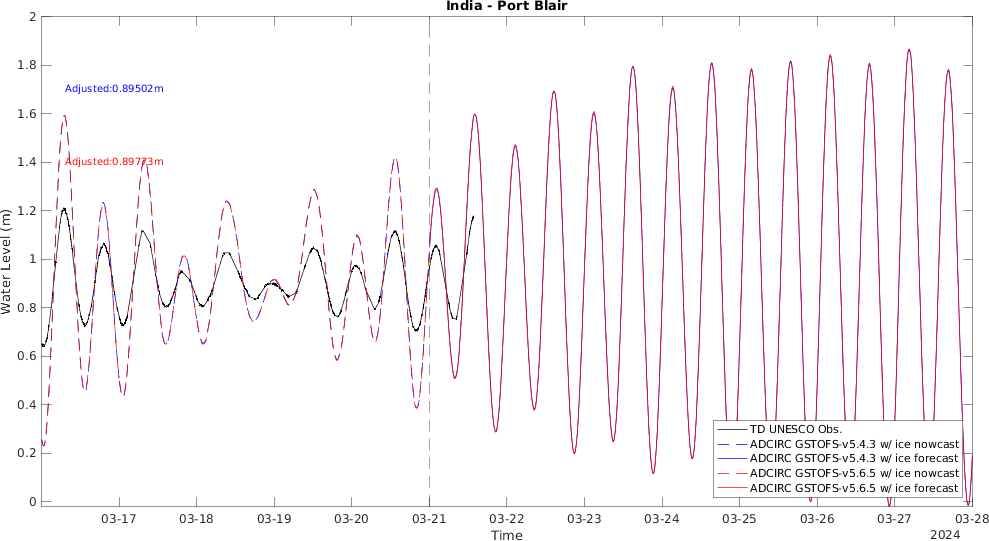 India - Port Blair
2
1.8
1.6
1.4
1.2
1
0.8
0.6
0.4
0.2
0
Water Level (m)
Adjusted:0.89502m
Adjusted:0.89773m
TD UNESCO Obs.
ADCIRC GSTOFS-v5.4.3 w/ ice nowcast
ADCIRC GSTOFS-v5.4.3 w/ ice forecast
ADCIRC GSTOFS-v5.6.5 w/ ice nowcast
ADCIRC GSTOFS-v5.6.5 w/ ice forecast
03-17 03-18 03-19 03-20 03-21 03-22 03-23 03-24 03-25 03-26 03-27 03-28
Time
2024